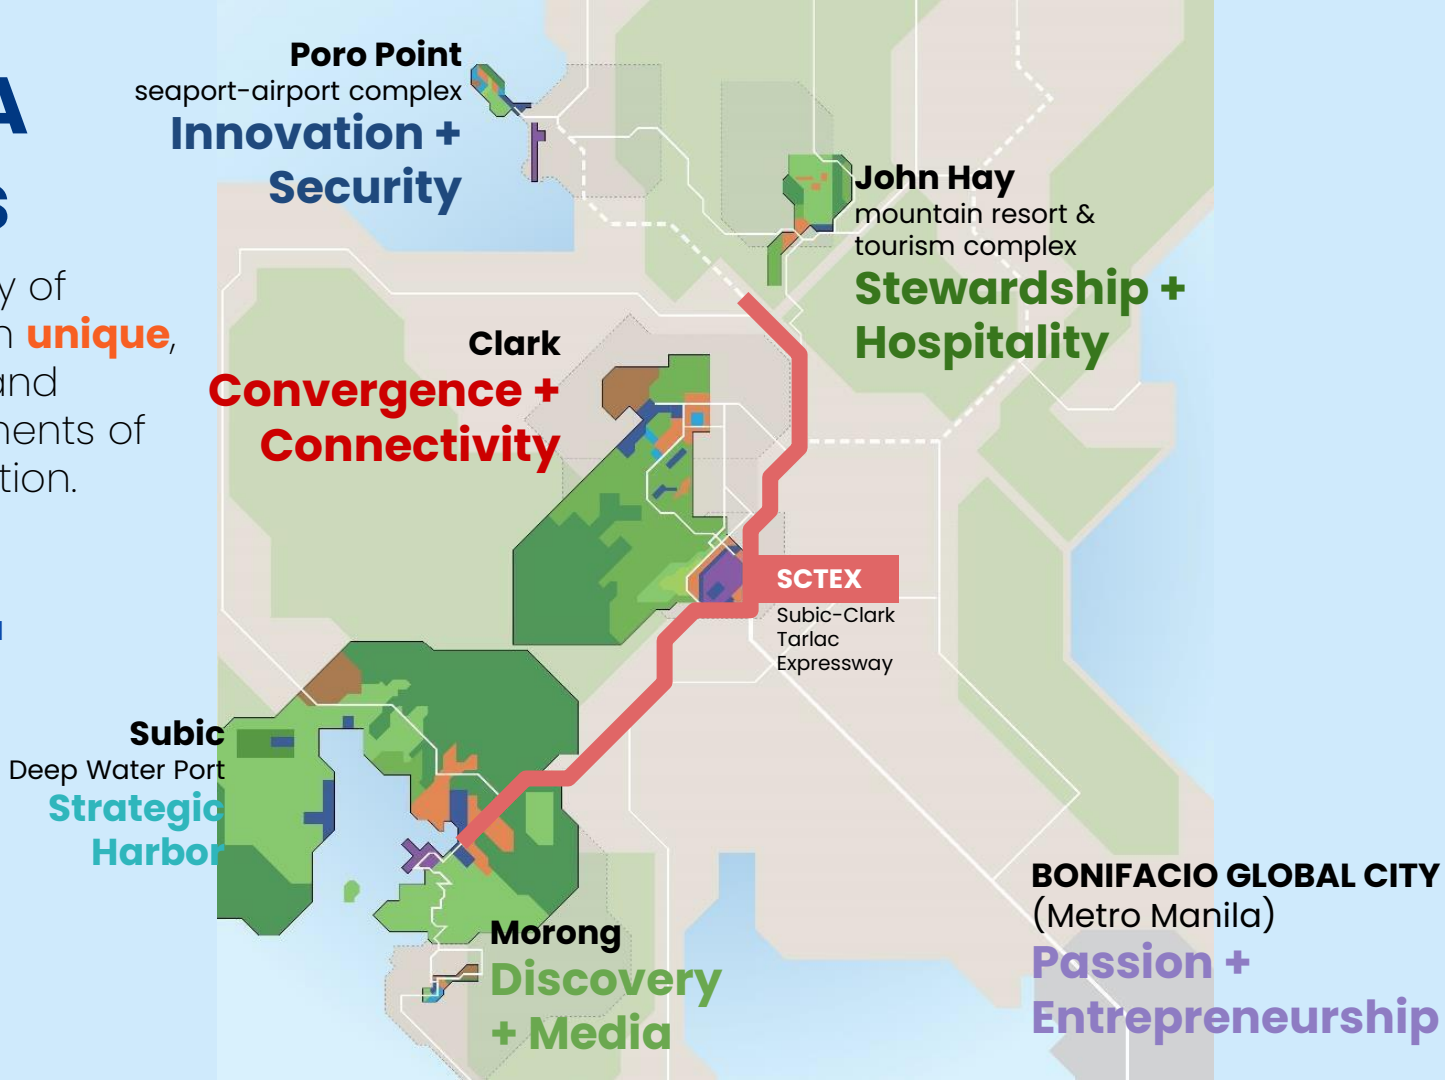 A
s
y of
n unique,
and
nents of
tion.
Poro Point
seaport-airport complex
Innovation +
Security
John Hay
mountain resort &
tourism complex
Stewardship +
Hospitality
Clark
Convergence +
Connectivity
SCTEX
Subic-Clark
Tarlac
Expressway
Subic
Deep Water Port
Strategic
Harbor
Morong
Discovery
+ Media
BONIFACIO GLOBAL CITY
(Metro Manila)
Passion +
Entrepreneurship